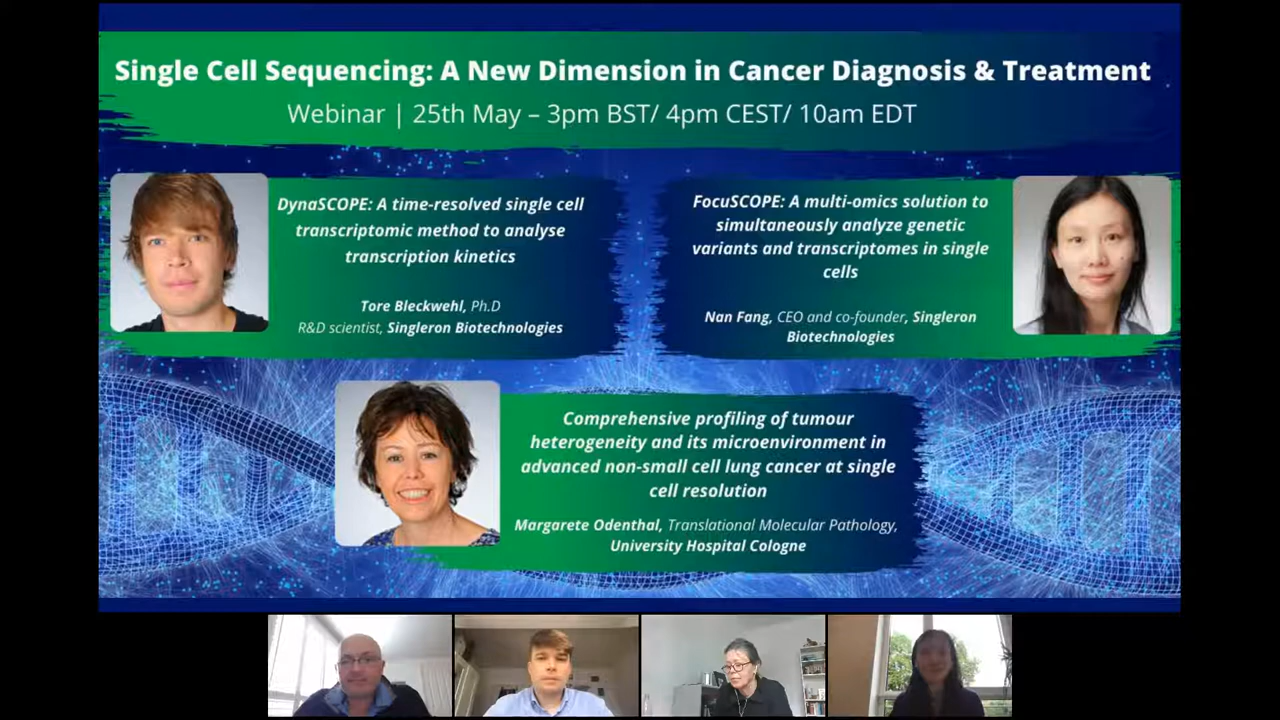 Single Cell Sequencing: A New Dimension in Cancer Diagnosis & Treatment
Webinar | 25th May – 3pm BST/ 4pm CEST/ 10am EDT
DynaSCOPE: A time-resolved single cell
transcriptomic method to analyse
transcription kinetics
Tore Bleckwehl, Ph.D
R&D scientist, Singleron Biotechnologies
FocuSCOPE: A multi-omics solution to
simultaneously analyze genetic
variants and transcriptomes in single
cells
Nan Fang, CEO and co-founder, Singleron
Biotechnologies
Comprehensive profiling of tumour
heterogeneity and its microenvironment in
advanced non-small cell lung cancer at single
cell resolution
Margarete Odenthal, Translational Molecular Pathology,
University Hospital Cologne